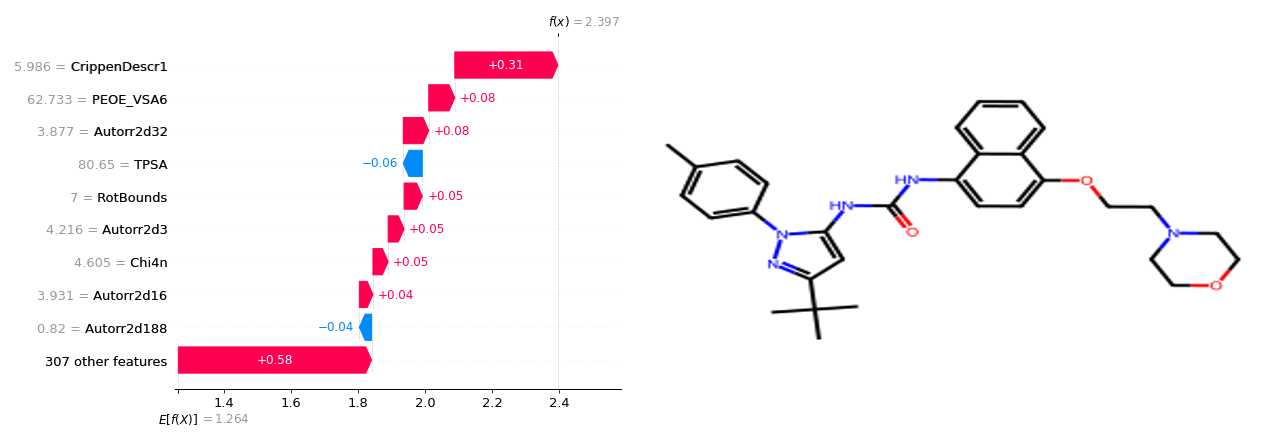 f(x) = 2.397
5.986 = CrippenDescr1
+0.31
62.733 = PEOE_VSA6
+0.08
3.877 = Autorr2d32
+0.08
80.65 = TPSA
−0.06
7 = RotBounds
+0.05
4.216 = Autorr2d3
+0.05
4.605 = Chi4n
+0.05
3.931 = Autorr2d16
+0.04
0.82 = Autorr2d188
−0.04
307 other features
+0.58
1.4 1.6 1.8 2.0 2.2 2.4
E[f(X)] = 1.264
HN
HN
O
O
N
N
N
O